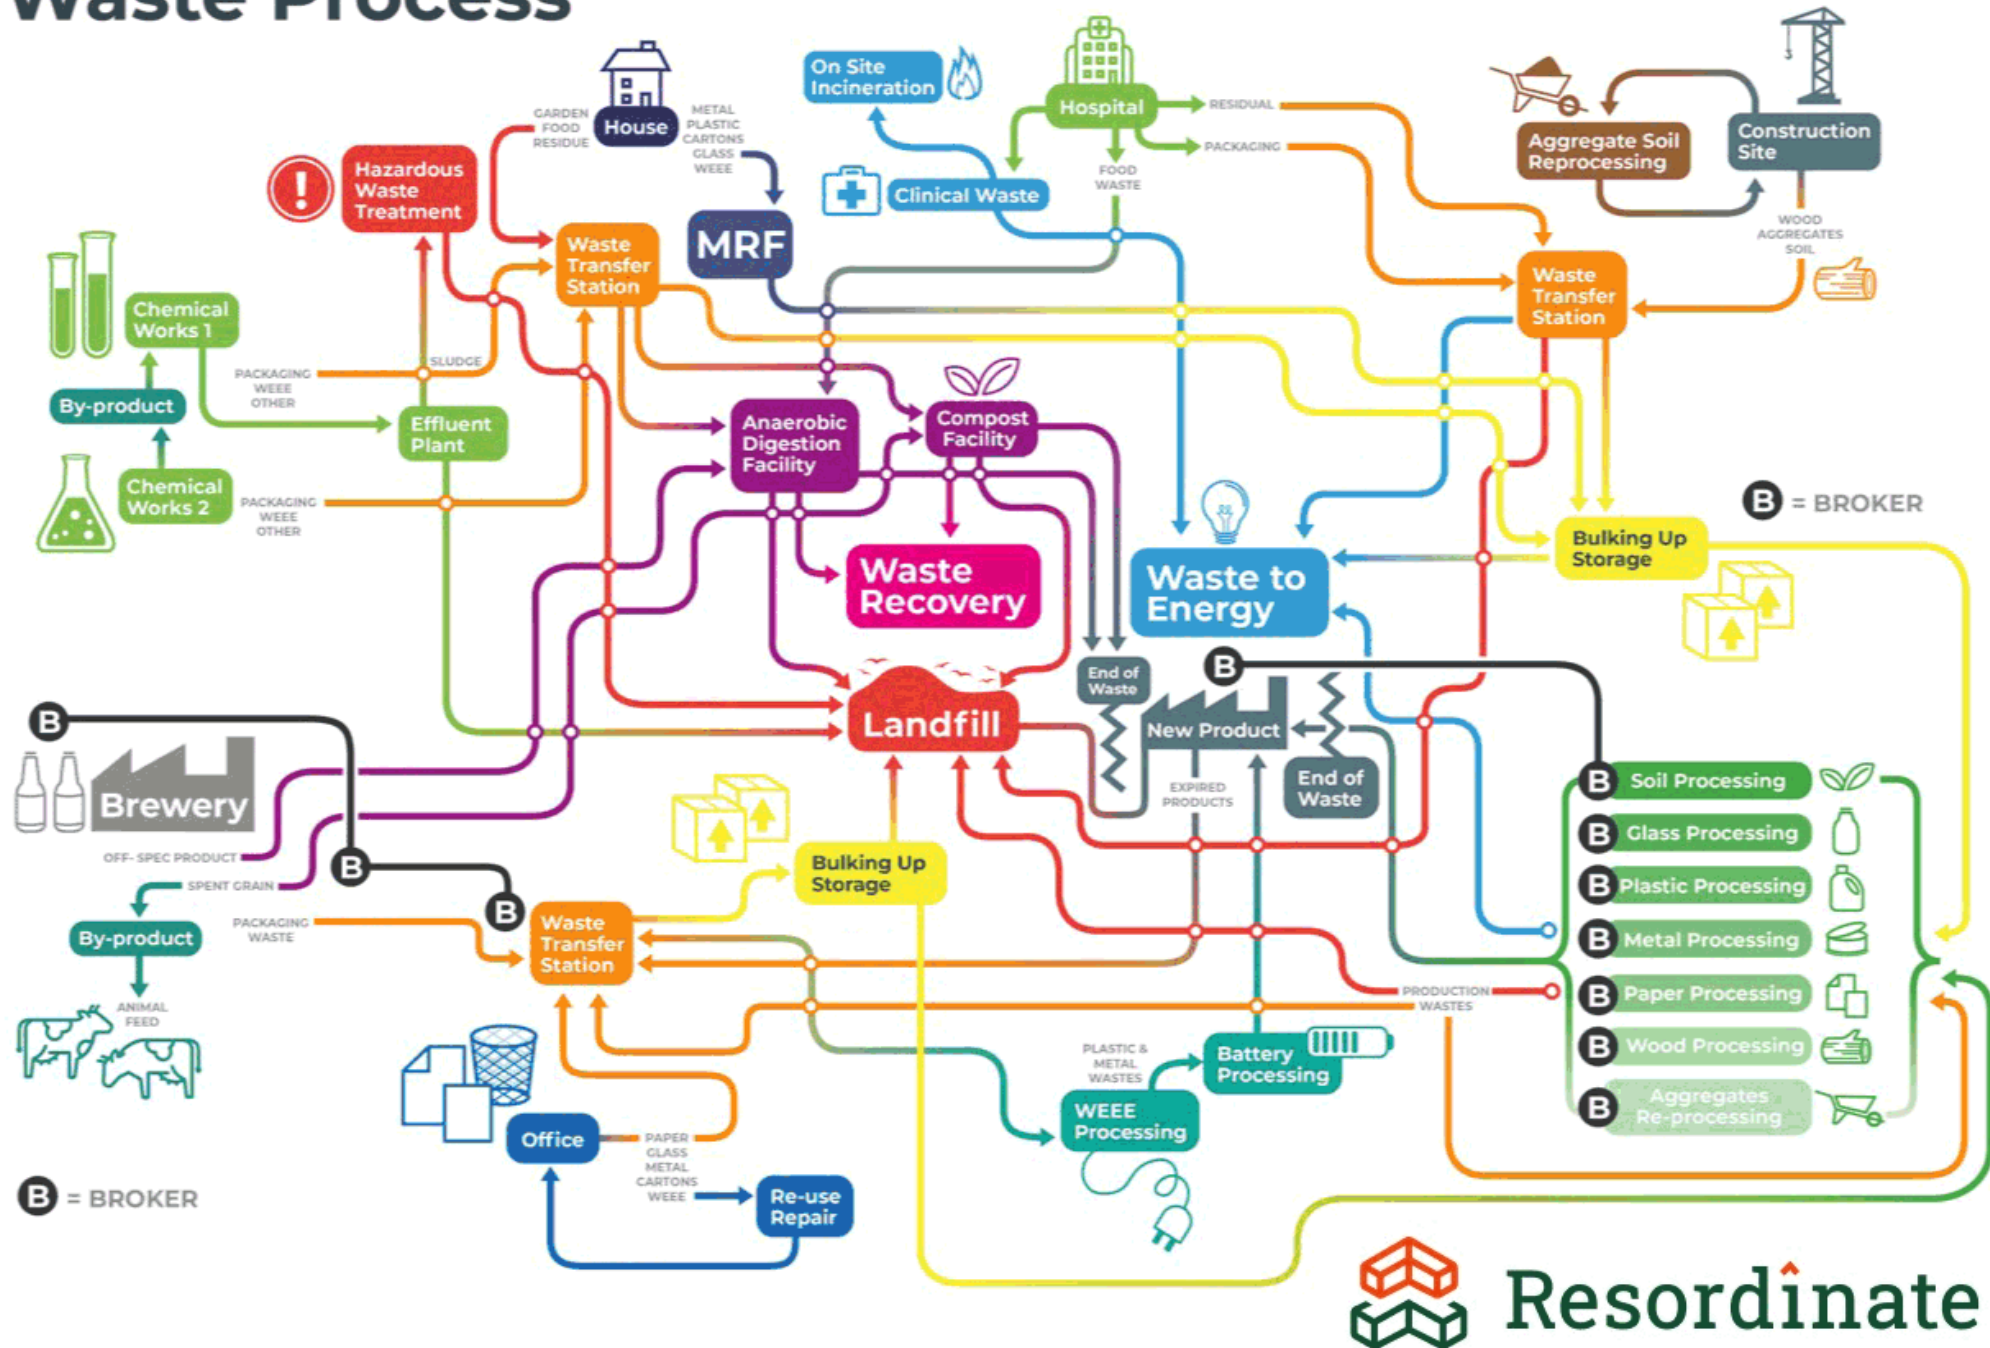 Waste Process
On Site
Incineration
Hospital
RESIDUAL
PACKAGING
FOOD
WASTE
Clinical Waste
Aggregate Soil
Reprocessing
Construction
Site
WOOD
AGGREGATES
SOIL
GARDEN
FOOD
RESIDUE
House
METAL
PLASTIC
CARTONS
GLASS
WEEE
!
Hazardous
Waste
Treatment
Waste
Transfer
Station
MRF
Waste
Transfer
Station
Chemical
Works 1
By-product
Chemical
Works 2
PACKAGING
WEEE
OTHER
SLUDGE
Effluent
Plant
PACKAGING
WEEE
OTHER
Anaerobic
Digestion
Facility
Compost
Facility
Waste
Recovery
Waste to
Energy
Bulking Up
Storage
B = BROKER
End of
Waste
B
New Product
Landfill
EXPIRED
PRODUCTS
End of
Waste
B
Brewery
OFF- SPEC PRODUCT
SPENT GRAIN
By-product
ANIMAL
FEED
PACKAGING
WASTE
B
B
Waste
Transfer
Station
Bulking Up
Storage
B Soil Processing
B Glass Processing
B Plastic Processing
B Metal Processing
B Paper Processing
B Wood Processing
B Aggregates
Re-processing
PRODUCTION
WASTES
PLASTIC &
METAL
WASTES
Battery
Processing
WEEE
Processing
Office
PAPER
GLASS
METAL
CARTONS
WEEE
Re-use
Repair
B = BROKER
Resordînate